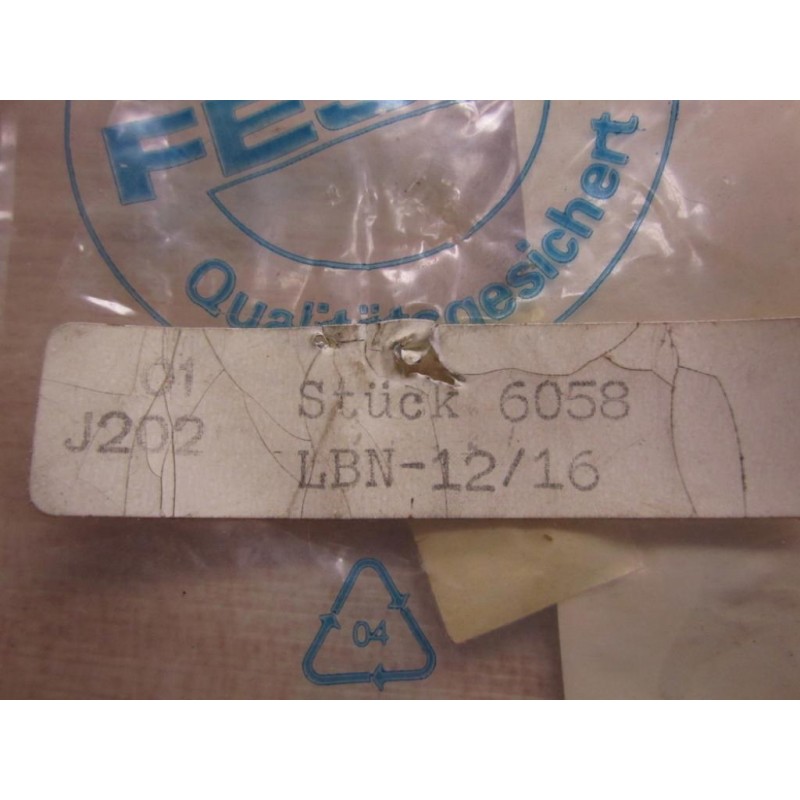 Qualitätsgesichert
01 Stück 6058
J202 LBN-12/16
04